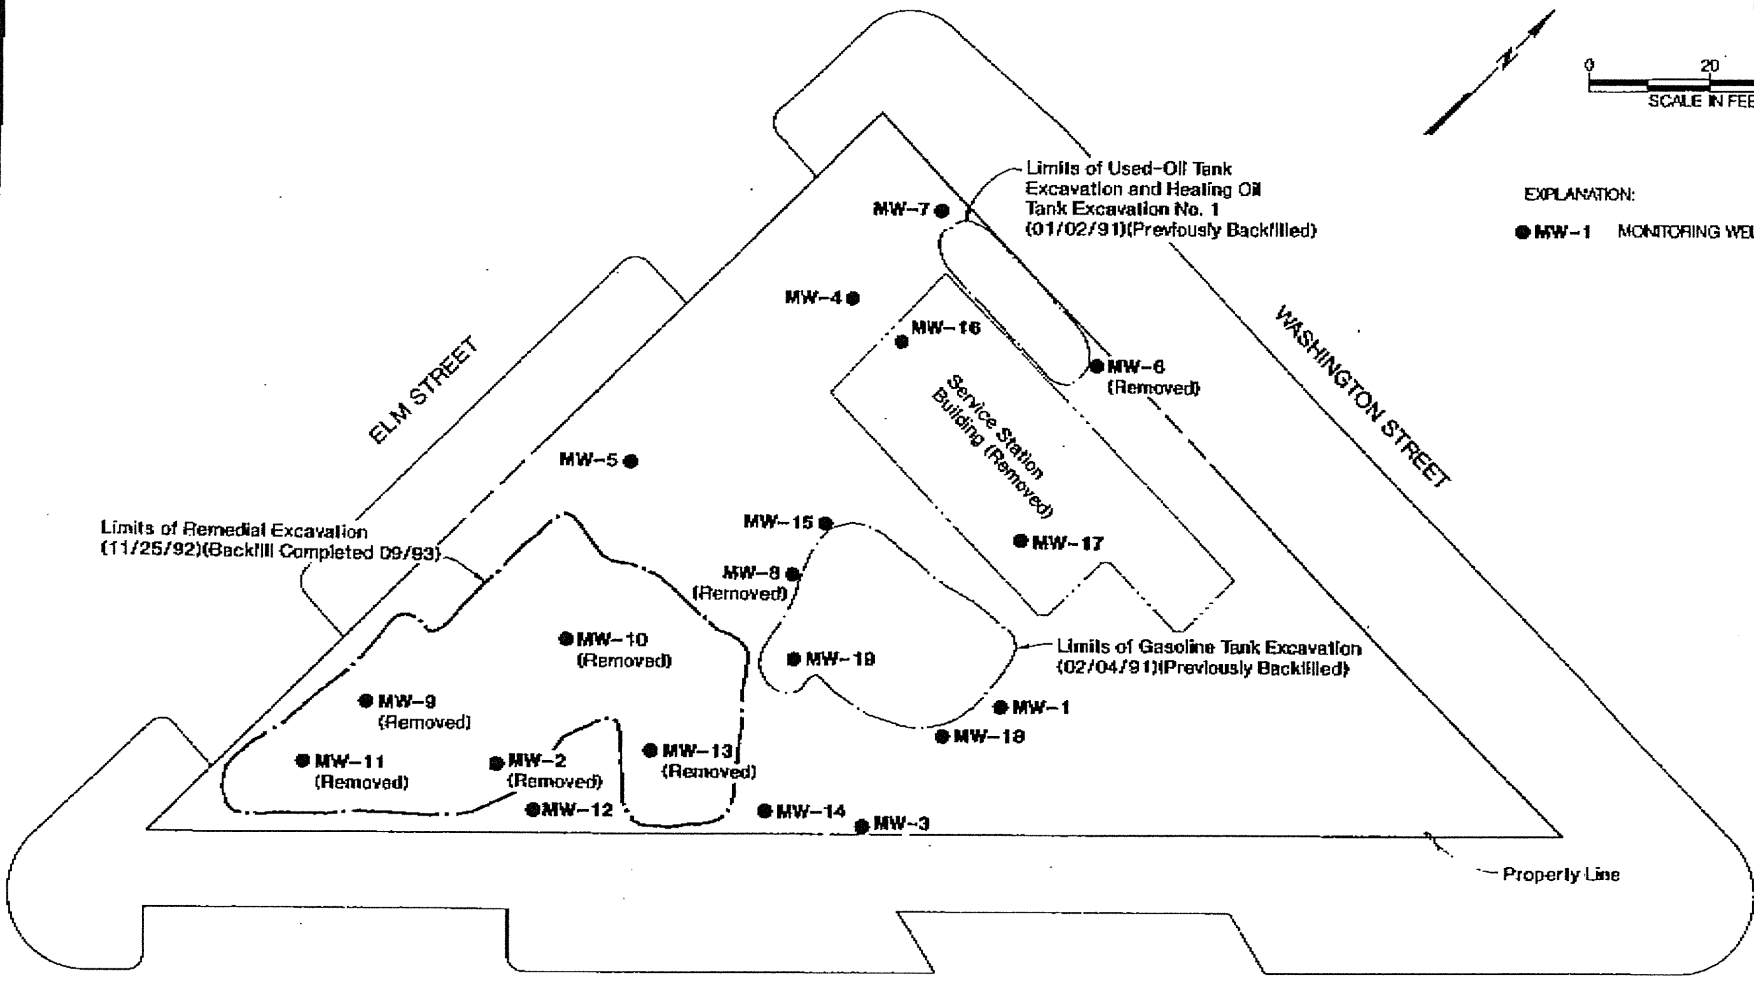 N
0 20
SCALE IN FEE
Limits of Used-Oil Tank
Excavation and Heating Oil
Tank Excavation No. 1
(01/02/91)(Previously Backfilled)
EXPLANATION:
MW-1 MONITORING WEL
MW-7
MW-4
MW-16
MW-6
(Removed)
ELM STREET
WASHINGTON STREET
Service Station
Building (Removed)
MW-5
Limits of Remedial Excavation
(11/25/92)(Backfill Completed 09/93)
MW-15
MW-17
MW-8
(Removed)
MW-10
(Removed)
MW-19
Limits of Gasoline Tank Excavation
(02/04/91)(Previously Backfilled)
MW-9
(Removed)
MW-1
MW-18
MW-11
(Removed)
MW-2
(Removed)
MW-13
(Removed)
MW-12
MW-14
MW-3
Property Line